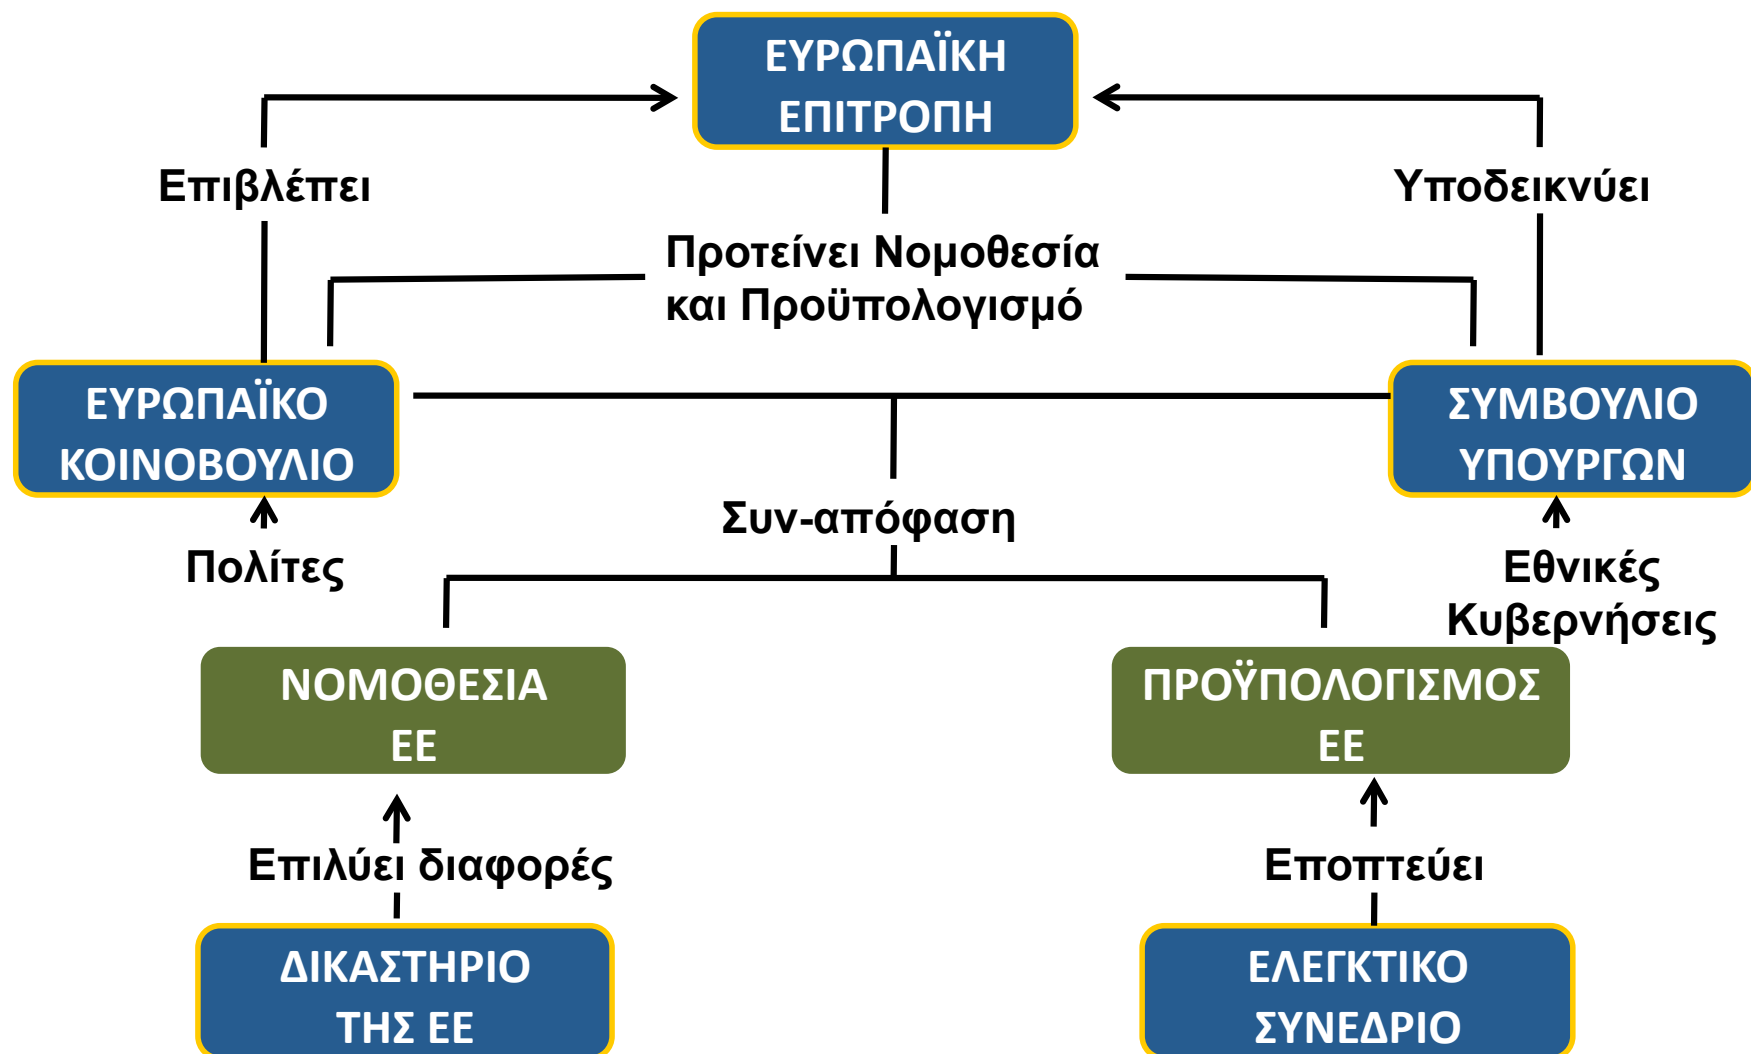 ΕΥΡΩΠΑΪΚΗ
ΕΠΙΤΡΟΠΗ
Επιβλέπει
Υποδεικνύει
Προτείνει Νομοθεσία
και Προϋπολογισμό
ΕΥΡΩΠΑΪΚΟ
ΚΟΙΝΟΒΟΥΛΙΟ
ΣΥΜΒΟΥΛΙΟ
ΥΠΟΥΡΓΩΝ
Συν-απόφαση
Πολίτες
Εθνικές
Κυβερνήσεις
ΝΟΜΟΘΕΣΙΑ
ΕΕ
ΠΡΟΫΠΟΛΟΓΙΣΜΟΣ
ΕΕ
Επιλύει διαφορές
Εποπτεύει
ΔΙΚΑΣΤΗΡΙΟ
ΤΗΣ ΕΕ
ΕΛΕΓΚΤΙΚΟ
ΣΥΝΕΔΡΙΟ